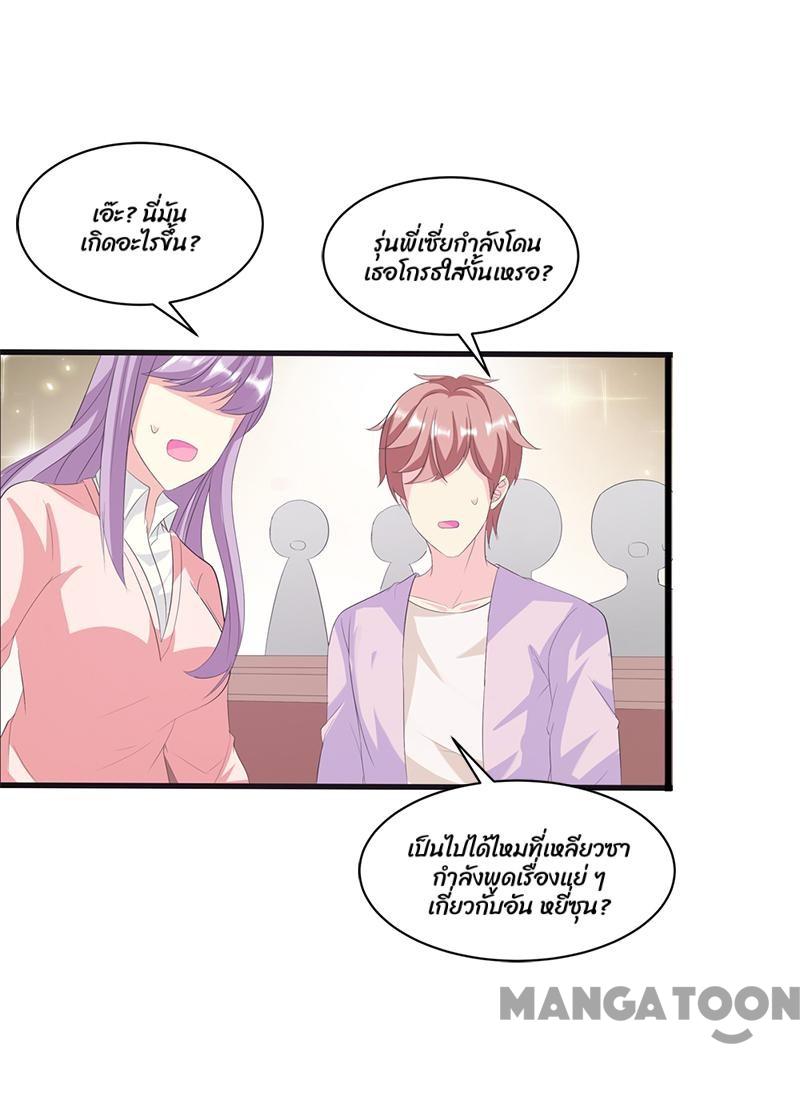 เอ๊ะ? นี่มัน
เกิดอะไรขึ้น?
รุ่นพี่เซี่ยกำลังโดน
เธอโกรธใส่งั้นเหรอ?
เป็นไปได้ไหมที่เหลียวซา
กำลังพูดเรื่องแย่ ๆ
เกี่ยวกับอัน หยี่ซุน?
MANGATOON